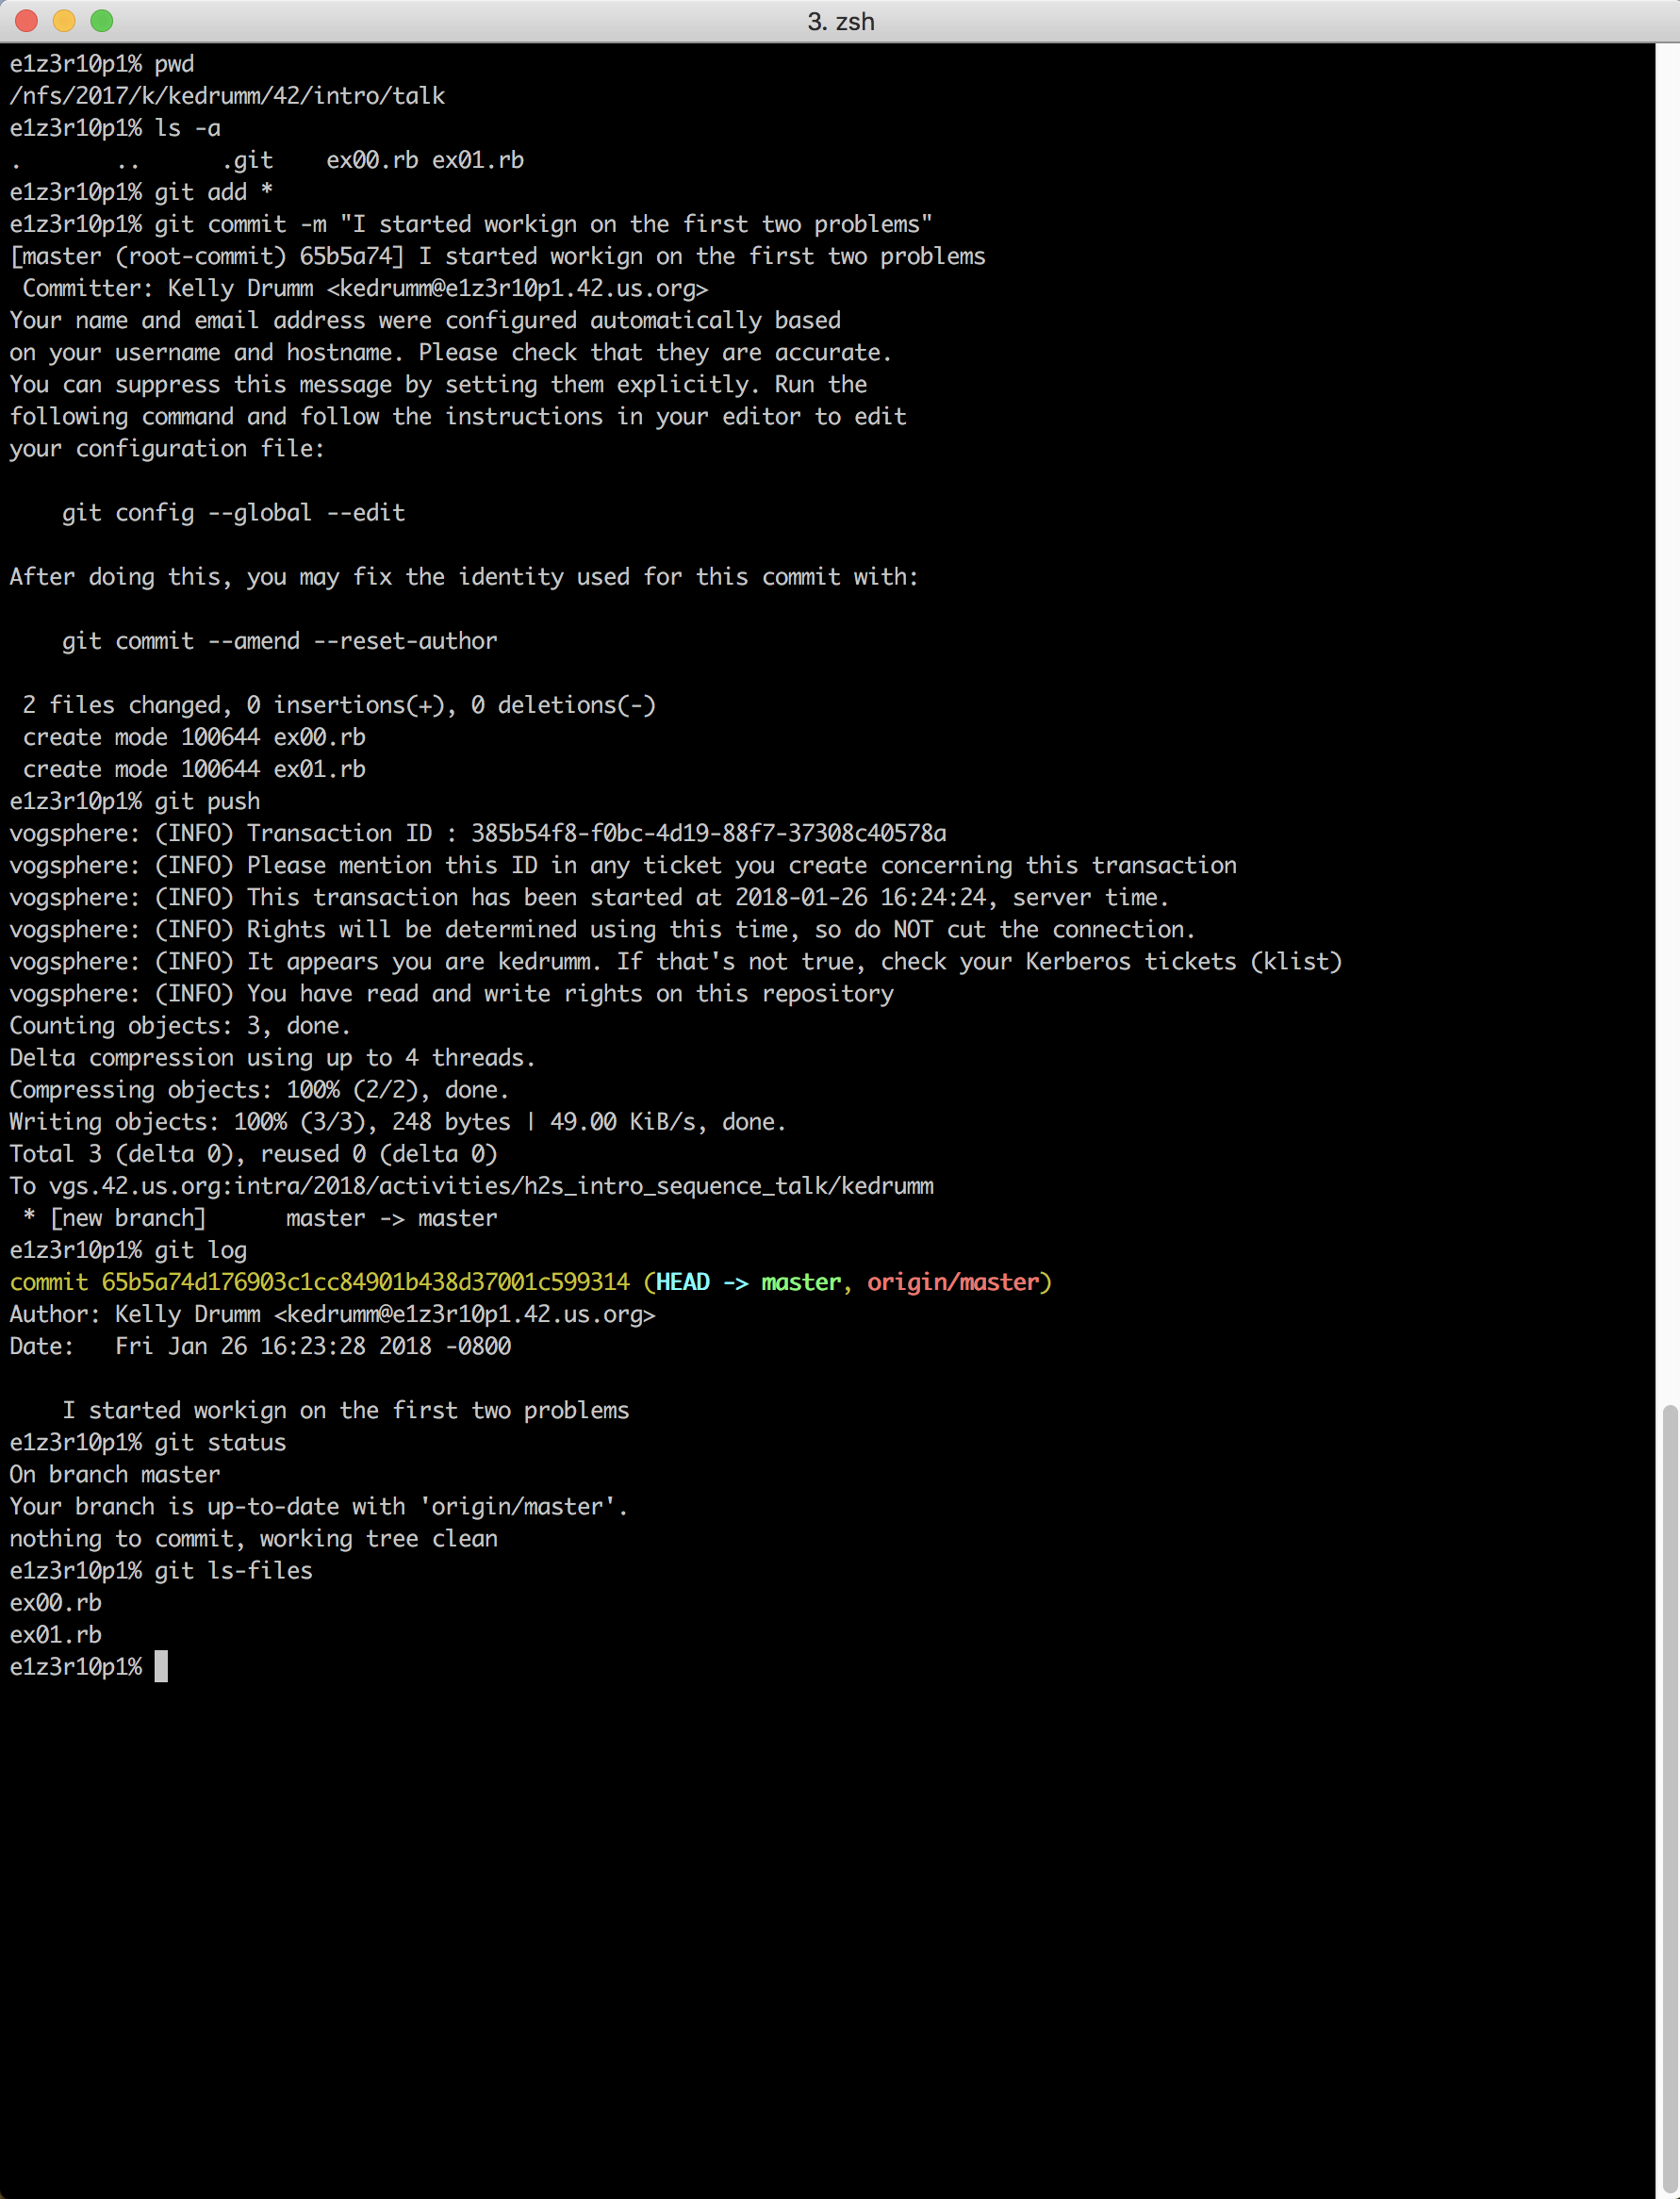 3. zsh
e1z3r10p1% pwd
/nfs/2017/k/kedrumm/42/intro/talk
e1z3r10p1% ls -a
.       ..      .git    ex00.rb ex01.rb
e1z3r10p1% git add *
e1z3r10p1% git commit -m "I started workign on the first two problems"
[master (root-commit) 65b5a74] I started workign on the first two problems
 Committer: Kelly Drumm <kedrumm@e1z3r10p1.42.us.org>
Your name and email address were configured automatically based
on your username and hostname. Please check that they are accurate.
You can suppress this message by setting them explicitly. Run the
following command and follow the instructions in your editor to edit
your configuration file:

    git config --global --edit

After doing this, you may fix the identity used for this commit with:

    git commit --amend --reset-author

 2 files changed, 0 insertions(+), 0 deletions(-)
 create mode 100644 ex00.rb
 create mode 100644 ex01.rb
e1z3r10p1% git push
vogsphere: (INFO) Transaction ID : 385b54f8-f0bc-4d19-88f7-37308c40578a
vogsphere: (INFO) Please mention this ID in any ticket you create concerning this transaction
vogsphere: (INFO) This transaction has been started at 2018-01-26 16:24:24, server time.
vogsphere: (INFO) Rights will be determined using this time, so do NOT cut the connection.
vogsphere: (INFO) It appears you are kedrumm. If that's not true, check your Kerberos tickets (klist)
vogsphere: (INFO) You have read and write rights on this repository
Counting objects: 3, done.
Delta compression using up to 4 threads.
Compressing objects: 100% (2/2), done.
Writing objects: 100% (3/3), 248 bytes | 49.00 KiB/s, done.
Total 3 (delta 0), reused 0 (delta 0)
To vgs.42.us.org:intra/2018/activities/h2s_intro_sequence_talk/kedrumm
 * [new branch]      master -> master
e1z3r10p1% git log
commit 65b5a74d176903c1cc84901b438d37001c599314 (HEAD -> master, origin/master)
Author: Kelly Drumm <kedrumm@e1z3r10p1.42.us.org>
Date:   Fri Jan 26 16:23:28 2018 -0800

    I started workign on the first two problems
e1z3r10p1% git status
On branch master
Your branch is up-to-date with 'origin/master'.
nothing to commit, working tree clean
e1z3r10p1% git ls-files
ex00.rb
ex01.rb
e1z3r10p1%